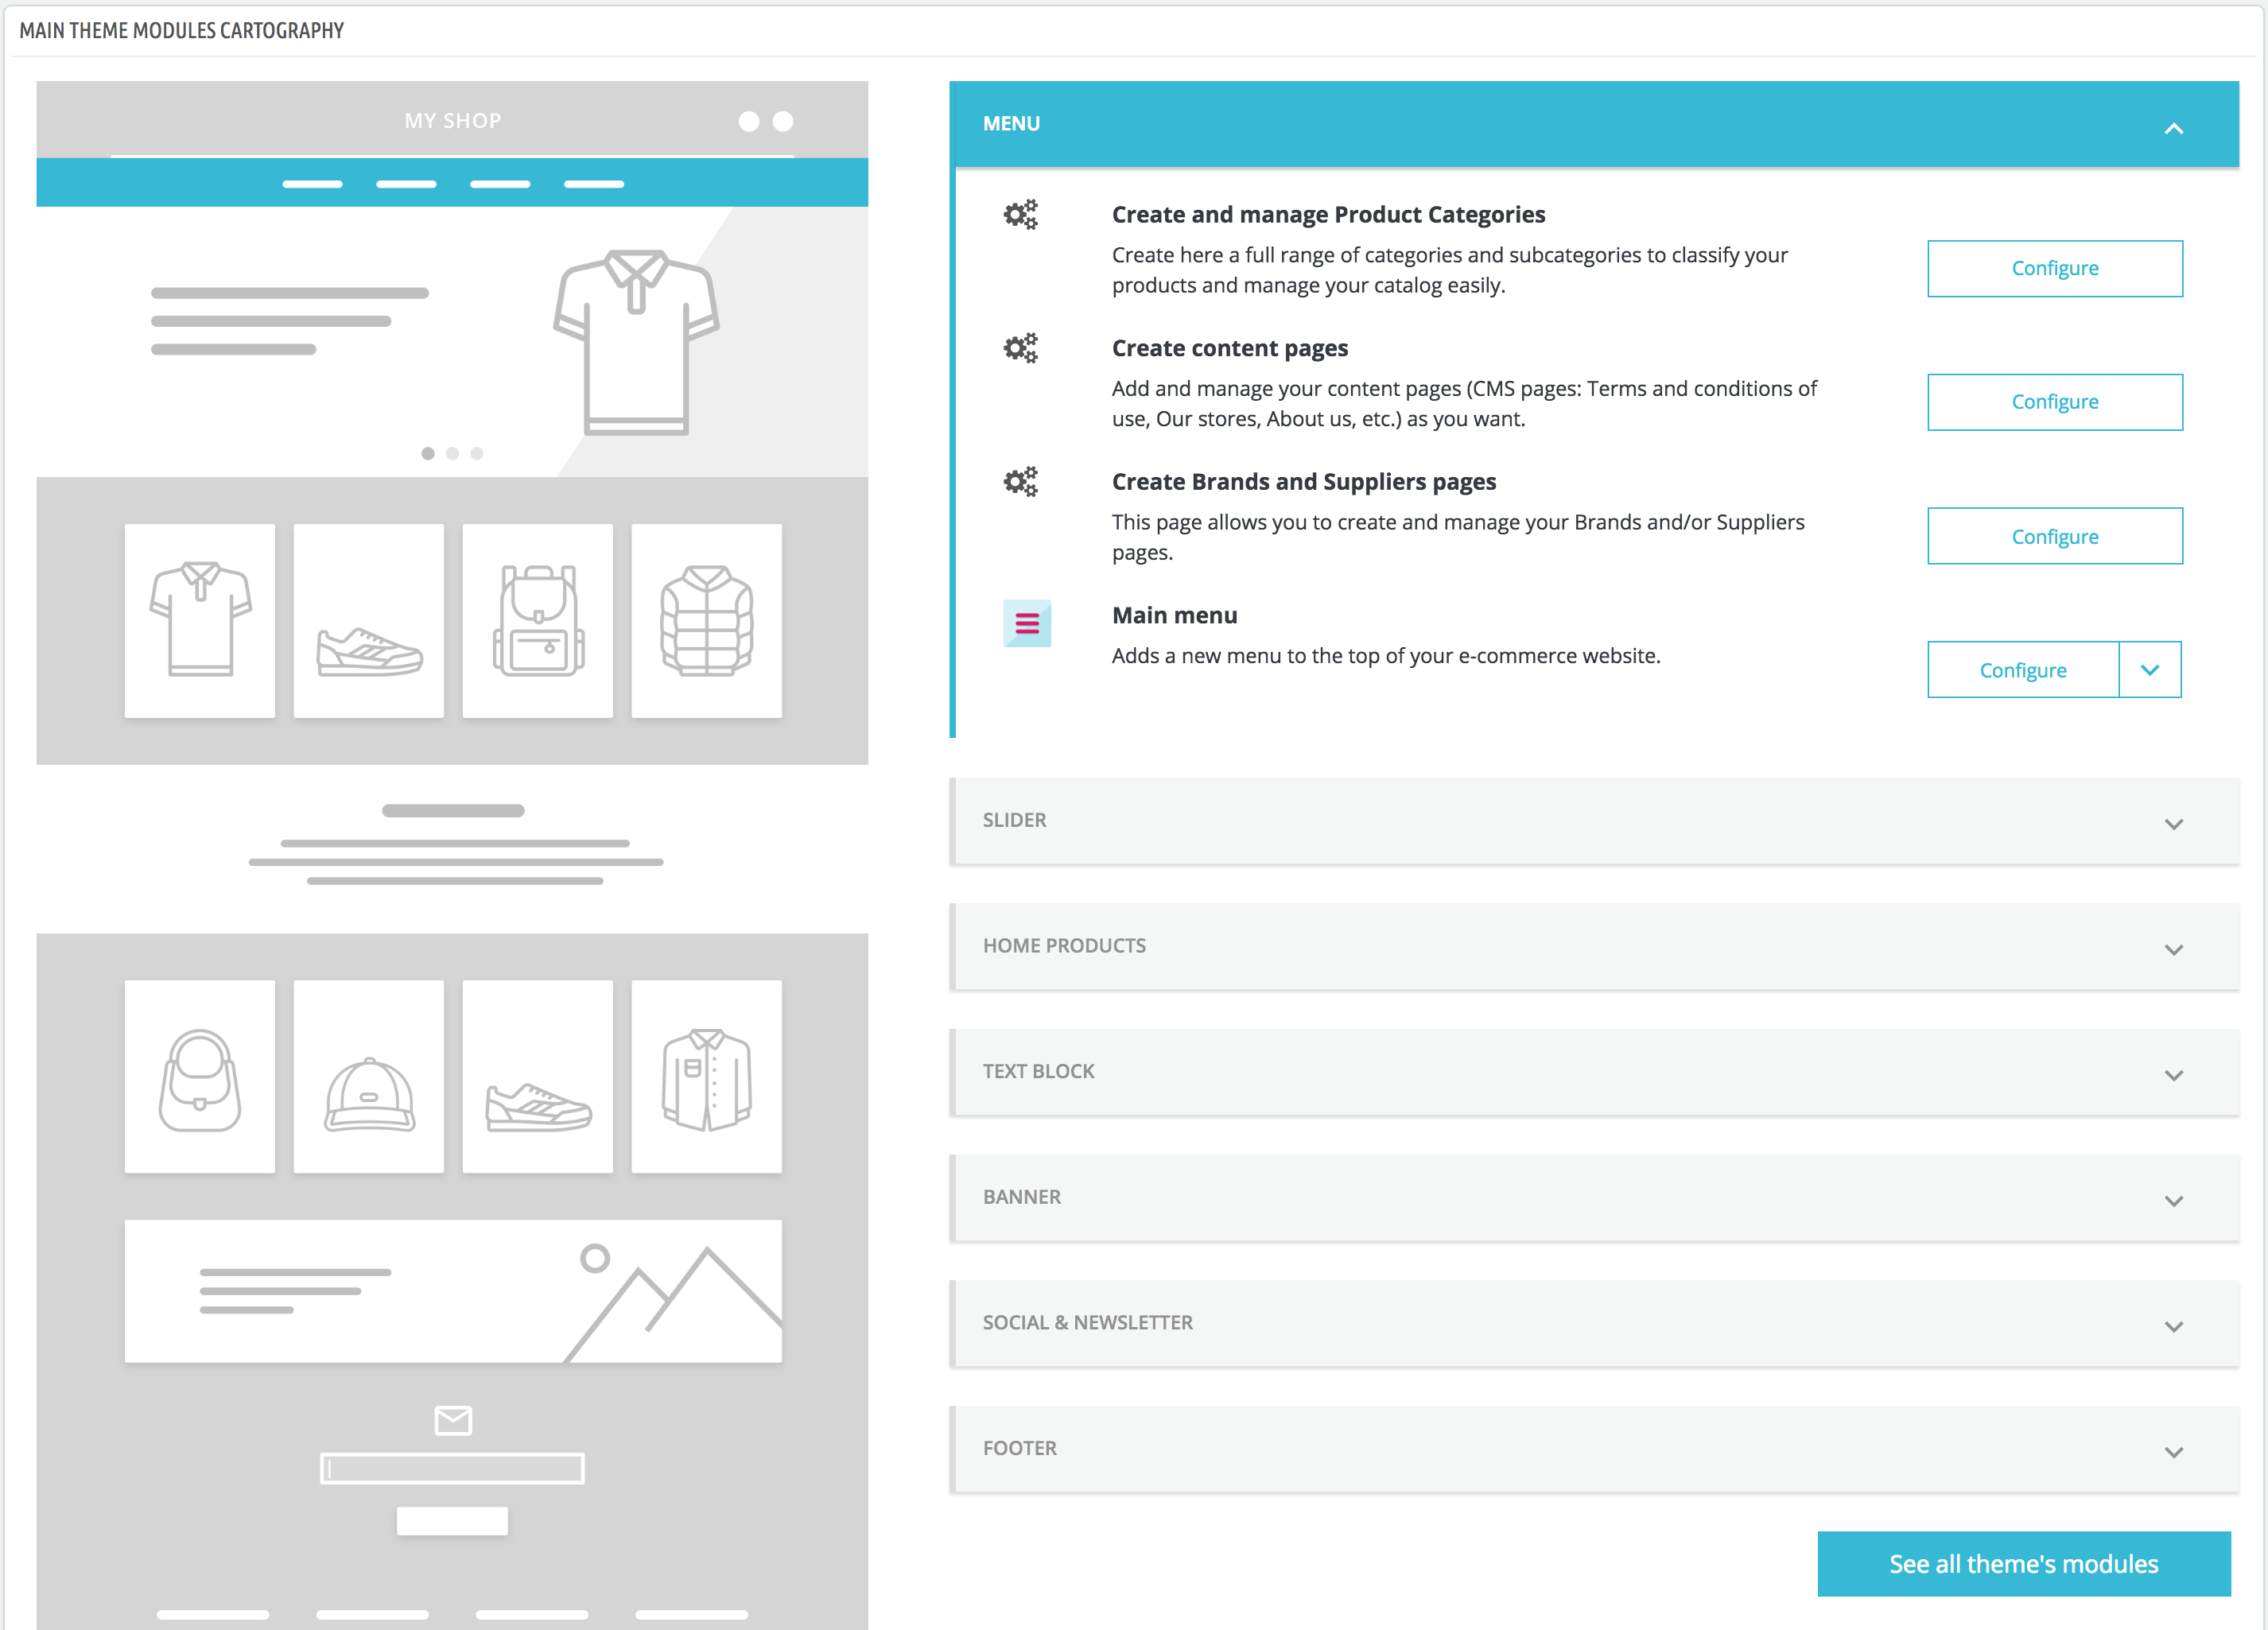 MAIN THEME MODULES CARTOGRAPHY
MY SHOP
MENU
Create and manage Product Categories
Create here a full range of categories and subcategories to classify your
products and manage your catalog easily.
Configure
Create content pages
Add and manage your content pages (CMS pages: Terms and conditions of
use, Our stores, About us, etc.) as you want.
Configure
Create Brands and Suppliers pages
This page allows you to create and manage your Brands and/or Suppliers
pages.
Configure
Main menu
Adds a new menu to the top of your e-commerce website.
Configure
SLIDER
HOME PRODUCTS
TEXT BLOCK
BANNER
SOCIAL & NEWSLETTER
FOOTER
See all theme's modules